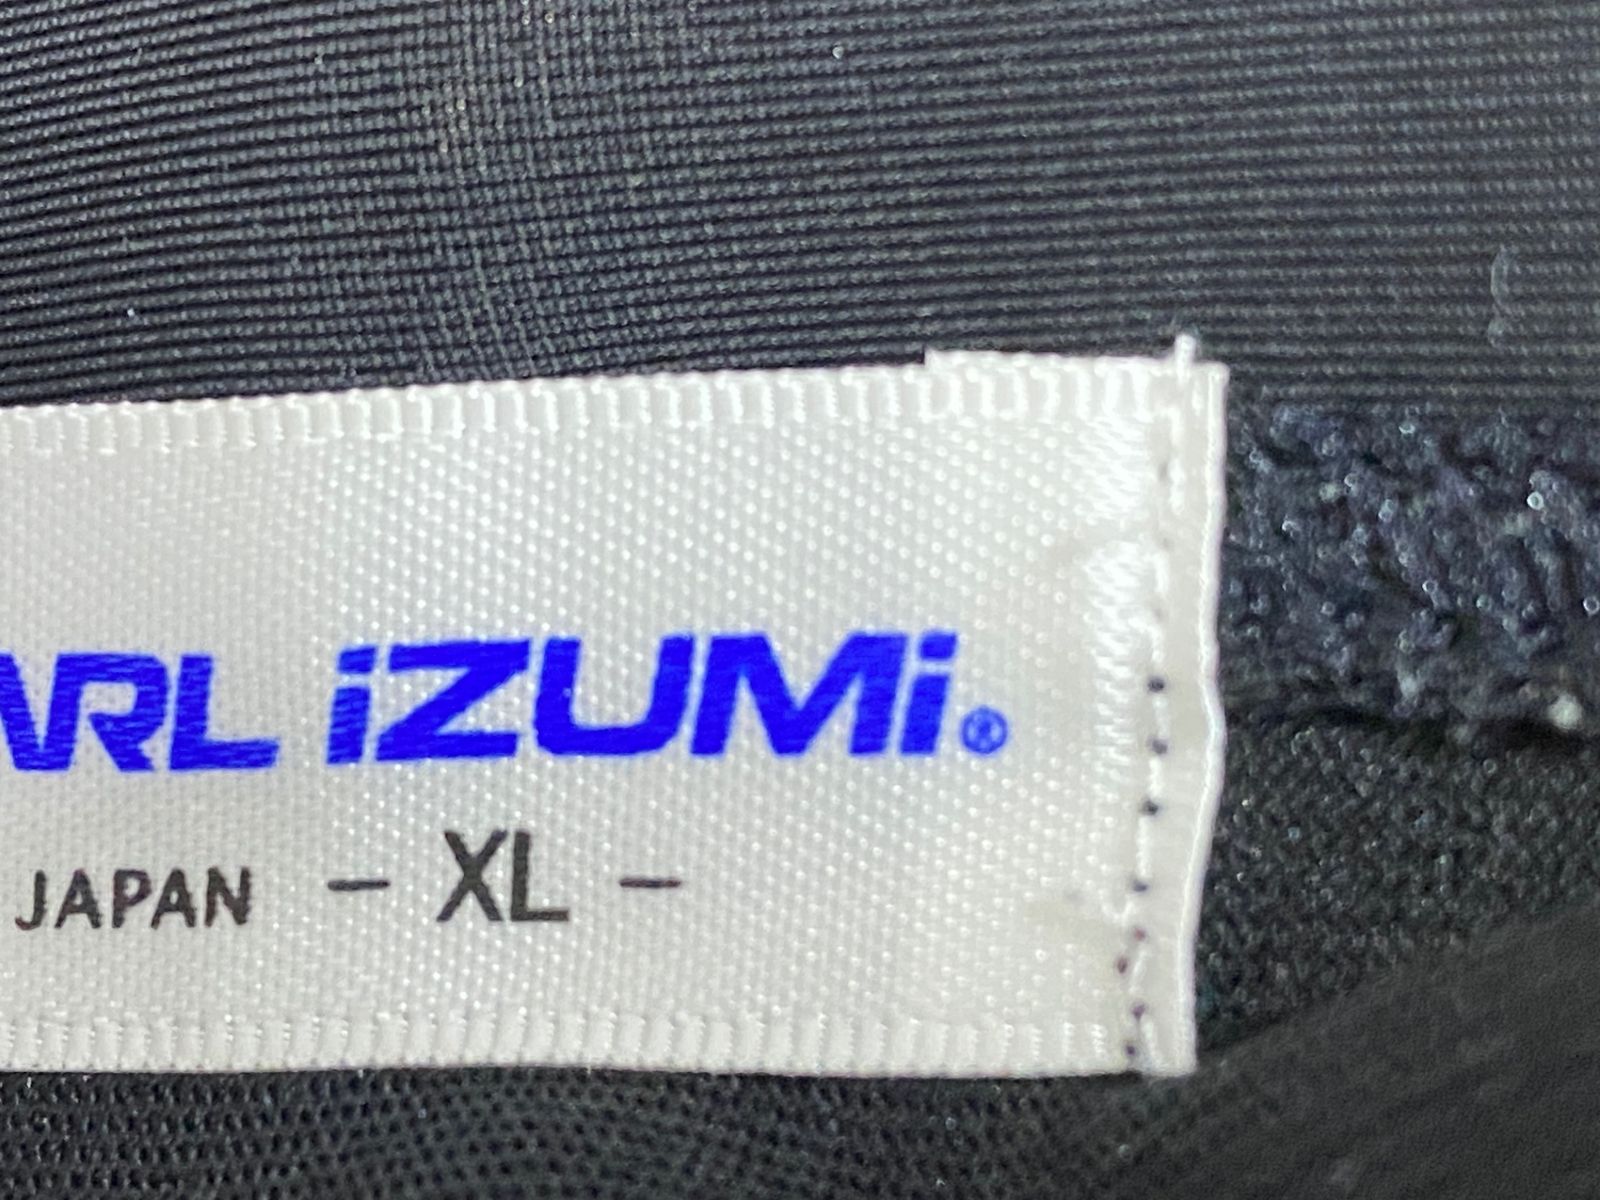 ARL iZUMi®
JAPAN - XL -